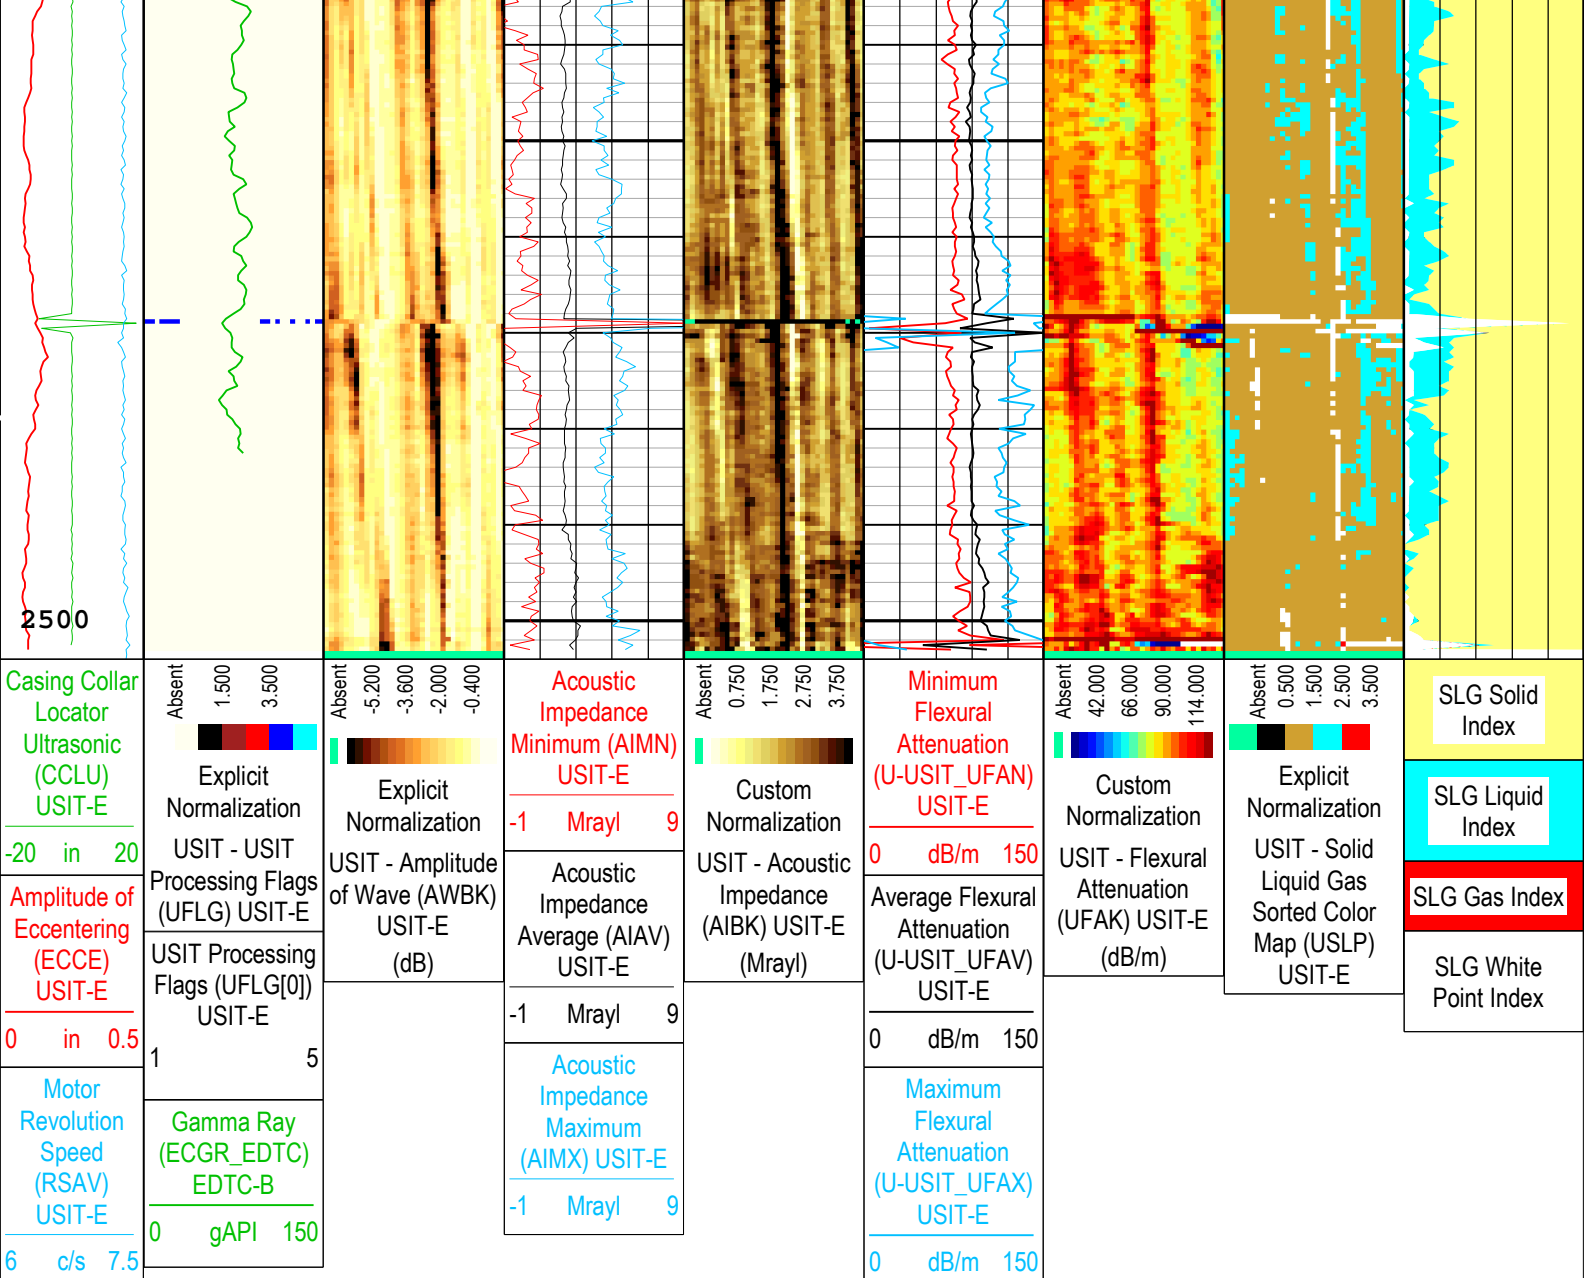 2500
Casing Collar
Locator
Ultrasonic
(CCLU)
USIT-E
-20 in 20
Amplitude of
Eccentering
(ECCE)
USIT-E
0 in 0.5
Motor
Revolution
Speed
(RSAV)
USIT-E
6 c/s 7.5
Absent 1.500 3.500
Explicit
Normalization
USIT - USIT
Processing Flags
(UFLG) USIT-E
USIT Processing
Flags (UFLG[0])
USIT-E
1 5
Gamma Ray
(ECGR_EDTC)
EDTC-B
0 gAPI 150
Absent -5.200 -3.600 -2.000 -0.400
Explicit
Normalization
USIT - Amplitude
of Wave (AWBK)
USIT-E
(dB)
Acoustic
Impedance
Minimum (AIMN)
USIT-E
-1 Mrayl 9
Acoustic
Impedance
Average (AIAV)
USIT-E
-1 Mrayl 9
Acoustic
Impedance
Maximum
(AIMX) USIT-E
-1 Mrayl 9
Absent 0.750 1.750 2.750 3.750
Custom
Normalization
USIT - Acoustic
Impedance
(AIBK) USIT-E
(Mrayl)
Minimum
Flexural
Attenuation
(U-USIT_UFAN)
USIT-E
0 dB/m 150
Average Flexural
Attenuation
(U-USIT_UFAV)
USIT-E
0 dB/m 150
Maximum
Flexural
Attenuation
(U-USIT_UFAX)
USIT-E
0 dB/m 150
Absent 42.000 66.000 90.000 114.000
Custom
Normalization
USIT - Flexural
Attenuation
(UFAK) USIT-E
(dB/m)
Absent 0.500 1.500 2.500 3.500
Explicit
Normalization
USIT - Solid
Liquid Gas
Sorted Color
Map (USLP)
USIT-E
SLG Solid
Index
SLG Liquid
Index
SLG Gas Index
SLG White
Point Index